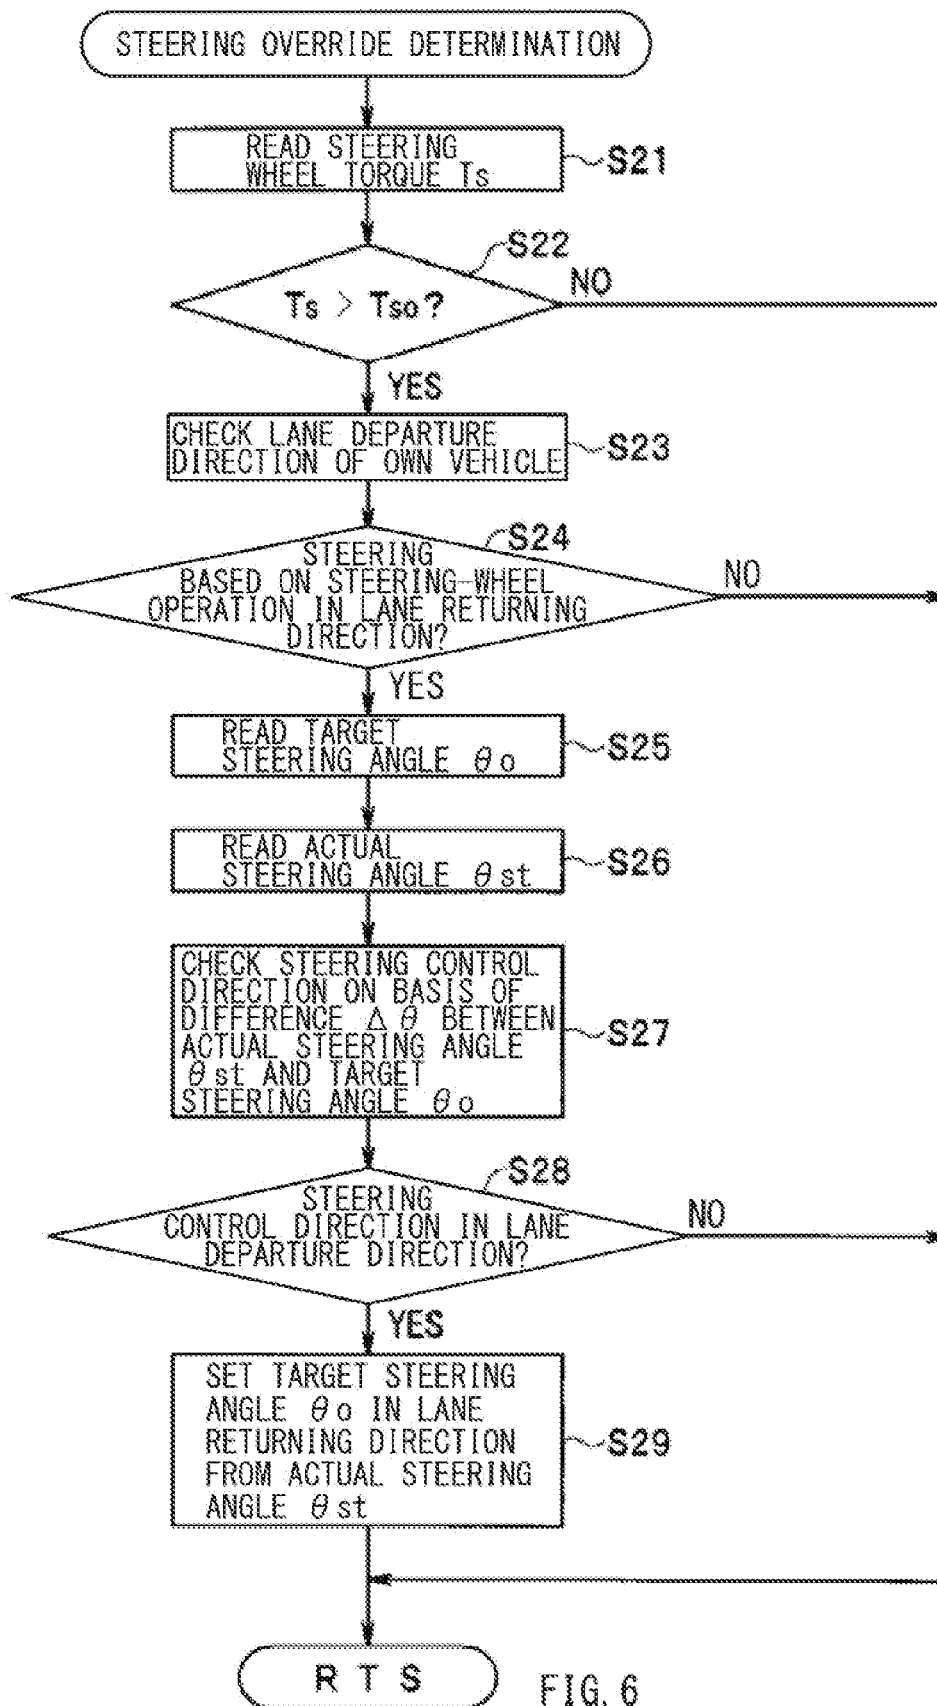 STEERING OVERRIDE DETERMINATION
READ STEERING
WHEEL TORQUE Ts
S21
S22
Ts > Tso?
NO
YES
CHECK LANE DEPARTURE
DIRECTION OF OWN VEHICLE
S23
S24
STEERING
BASED ON STEERING-WHEEL
OPERATION IN LANE RETURNING
DIRECTION?
NO
YES
READ TARGET
STEERING ANGLE θo
S25
READ ACTUAL
STEERING ANGLE θst
S26
CHECK STEERING CONTROL
DIRECTION ON BASIS OF
DIFFERENCE Δθ BETWEEN
ACTUAL STEERING ANGLE
θst AND TARGET
STEERING ANGLE θo
S27
S28
STEERING
CONTROL DIRECTION IN LANE
DEPARTURE DIRECTION?
NO
YES
SET TARGET STEERING
ANGLE θo IN LANE
RETURNING DIRECTION
FROM ACTUAL STEERING
ANGLE θst
S29
RTS
FIG. 6